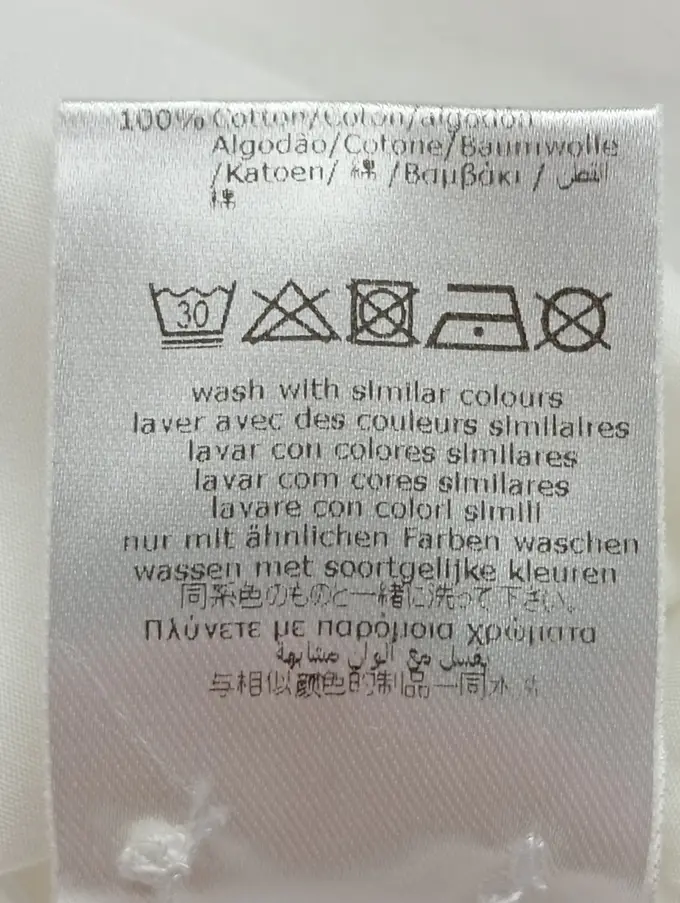 100% Cotton/Coton/algodón
Algodão/Cotone/Baumwolle
/Katoen/ 綿 /Βαμβάκι / القطن
棉
30
wash with similar colours
laver avec des couleurs similaires
lavar con colores similares
lavar com cores similares
lavare con colori simili
nur mit ähnlichen Farben waschen
wassen met soortgelijke kleuren
同系色のものと一緒に洗って下さい。
Πλύνετε με παρόμοια χρώματα
يغسل مع ألوان مشابهة
与相似颜色的制品一同水洗